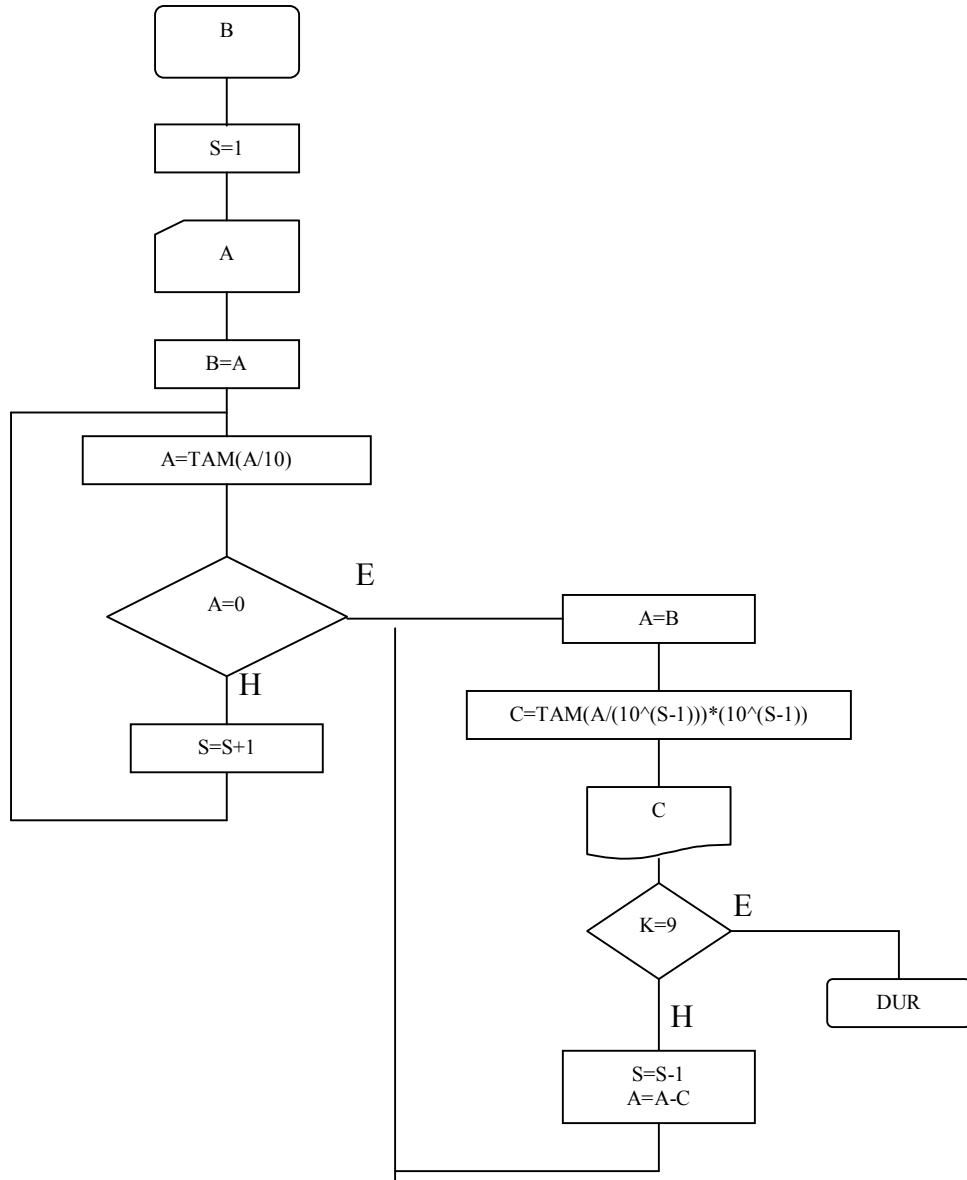 B
S=1
A
B=A
A=TAM(A/10)
A=0
E
H
S=S+1
A=B
C=TAM(A/(10^(S-1)))*(10^(S-1))
C
K=9
E
DUR
H
S=S-1
A=A-C